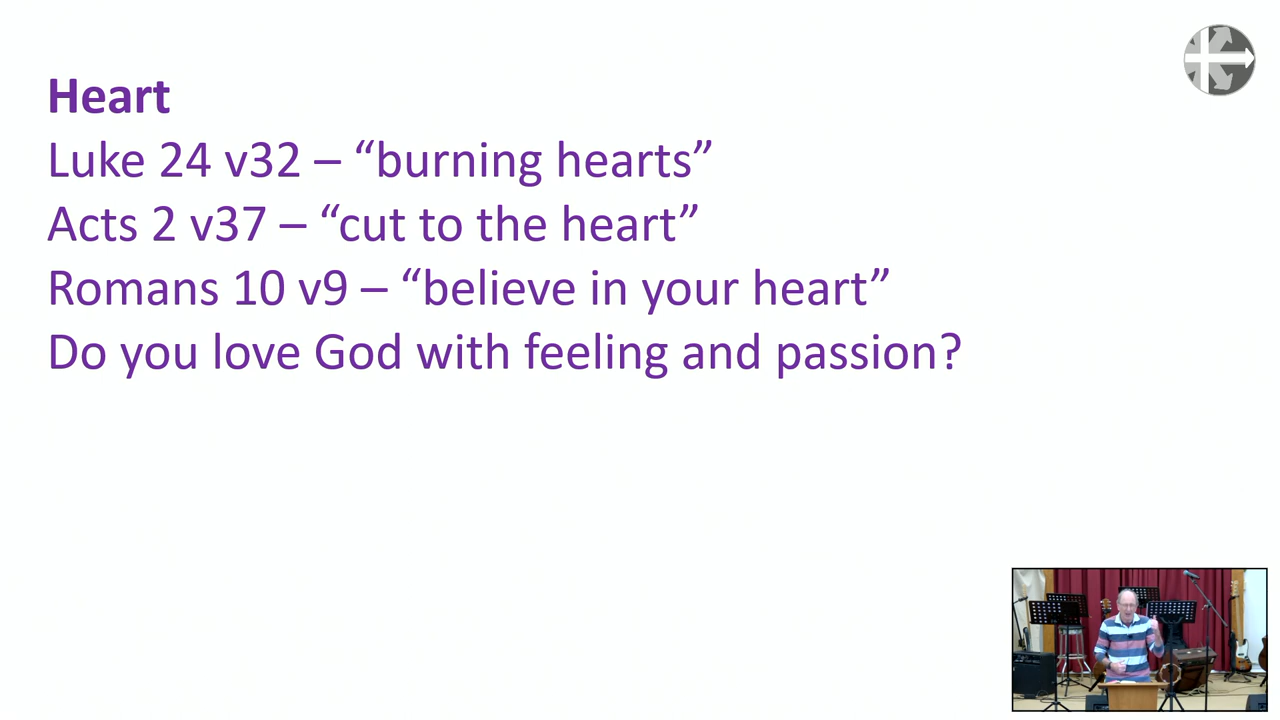 Heart
Luke 24 v32 – “burning hearts”
Acts 2 v37 – “cut to the heart”
Romans 10 v9 – “believe in your heart”
Do you love God with feeling and passion?